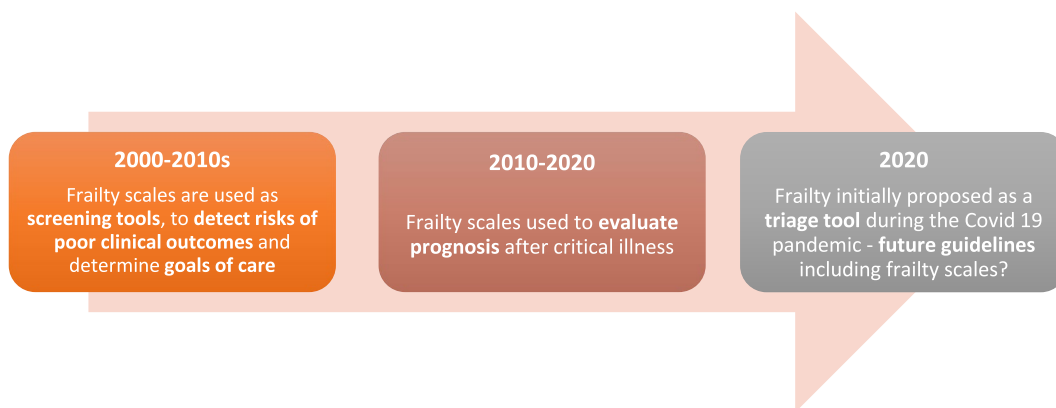 2000-2010s
Frailty scales are used as
screening tools, to detect risks of
poor clinical outcomes and
determine goals of care
2010-2020
Frailty scales used to evaluate
prognosis after critical illness
2020
Frailty initially proposed as a
triage tool during the Covid 19
pandemic - future guidelines
including frailty scales?